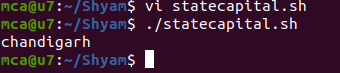 mca@u7:~/Shyam$ vi statecapital.sh
mca@u7:~/Shyam$ ./statecapital.sh
chandigarh
mca@u7:~/Shyam$